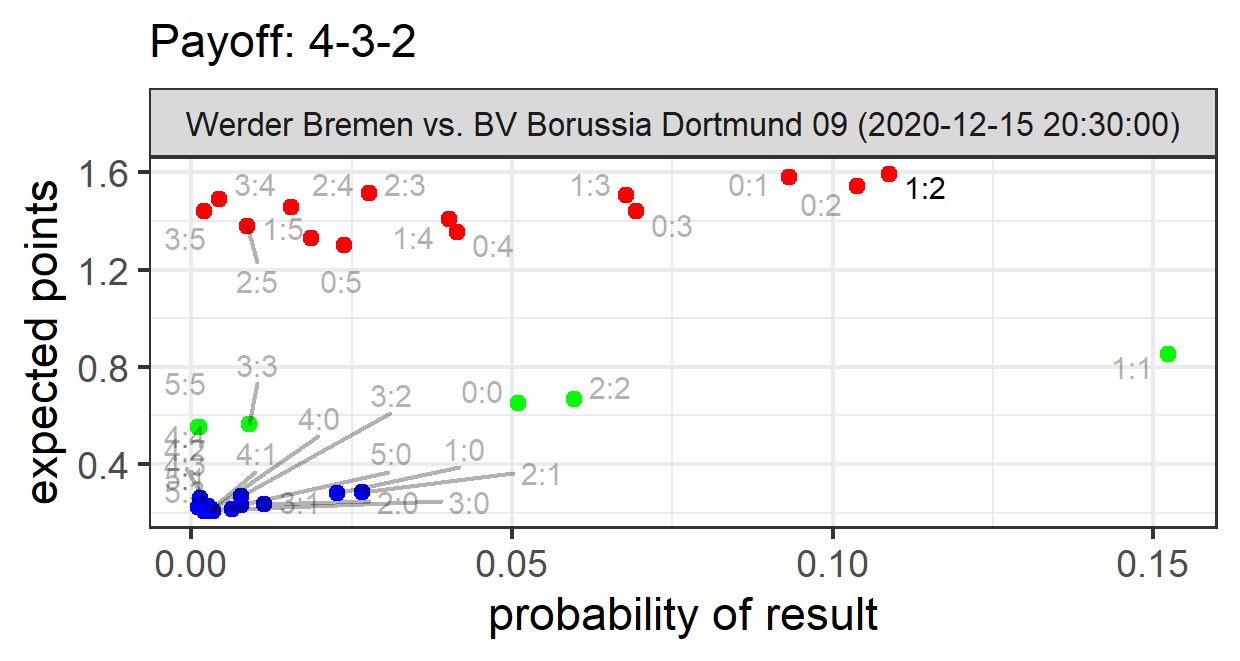 Payoff: 4-3-2
Werder Bremen vs. BV Borussia Dortmund 09 (2020-12-15 20:30:00)
expected points
1.6
1.2
0.8
0.4
3:4 2:4 2:3 1:3 0:1 0:2 1:2
3:5 1:5 1:4 0:4 0:3
2:5 0:5
5:5 3:3 3:2 0:0 2:2 1:1
4:0
4:1 5:0 1:0 2:1
3:1 2:0 3:0
0.00 0.05 0.10 0.15
probability of result